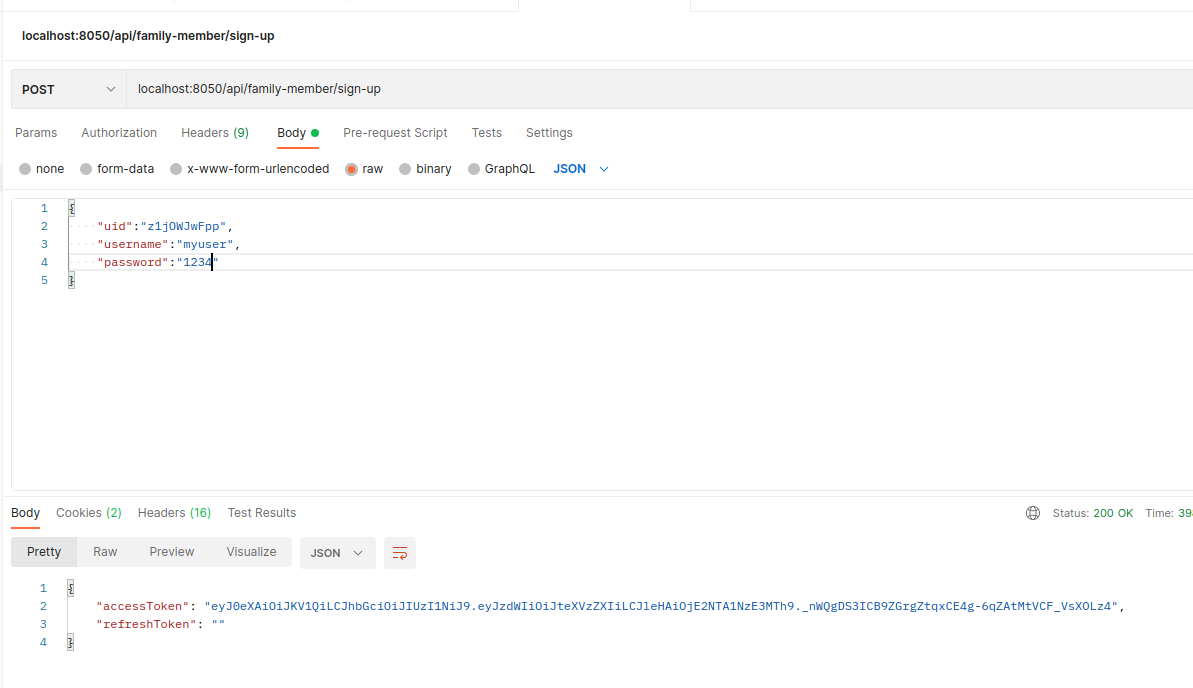 localhost:8050/api/family-member/sign-up
POST localhost:8050/api/family-member/sign-up
Params Authorization Headers (9) Body Pre-request Script Tests Settings
none form-data x-www-form-urlencoded raw binary GraphQL JSON
1 {
2 "uid":"z1jOWJwFpp",
3 "username":"myuser",
4 "password":"1234"
5 }
Body Cookies (2) Headers (16) Test Results Status: 200 OK Time: 398
Pretty Raw Preview Visualize JSON
1 {
2 "accessToken": "eyJ0eXAiOiJKV1QiLCJhbGciOiJIUzI1NiJ9.eyJzdWIiOiJteXVzZXIiLCJleHAiOjE2NTA1NzE3MTh9._nWQgDS3ICB9ZGrgZtqxCE4g-6qZAtMtVCF_VsXOLz4",
3 "refreshToken": ""
4 }